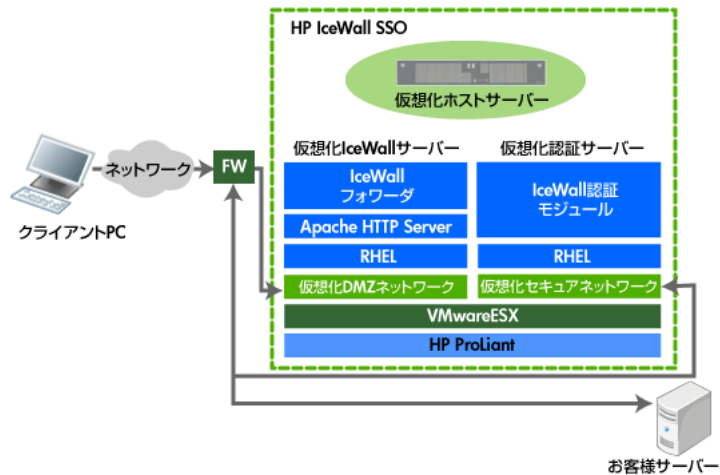 HP IceWall SSO
仮想化ホストサーバー
仮想化IceWallサーバー
仮想化認証サーバー
ネットワーク
FW
クライアントPC
IceWall
フォワーダ
IceWall認証
モジュール
Apache HTTP Server
RHEL
RHEL
仮想化DMZネットワーク
仮想化セキュアネットワーク
VMwareESX
HP ProLiant
お客様サーバー